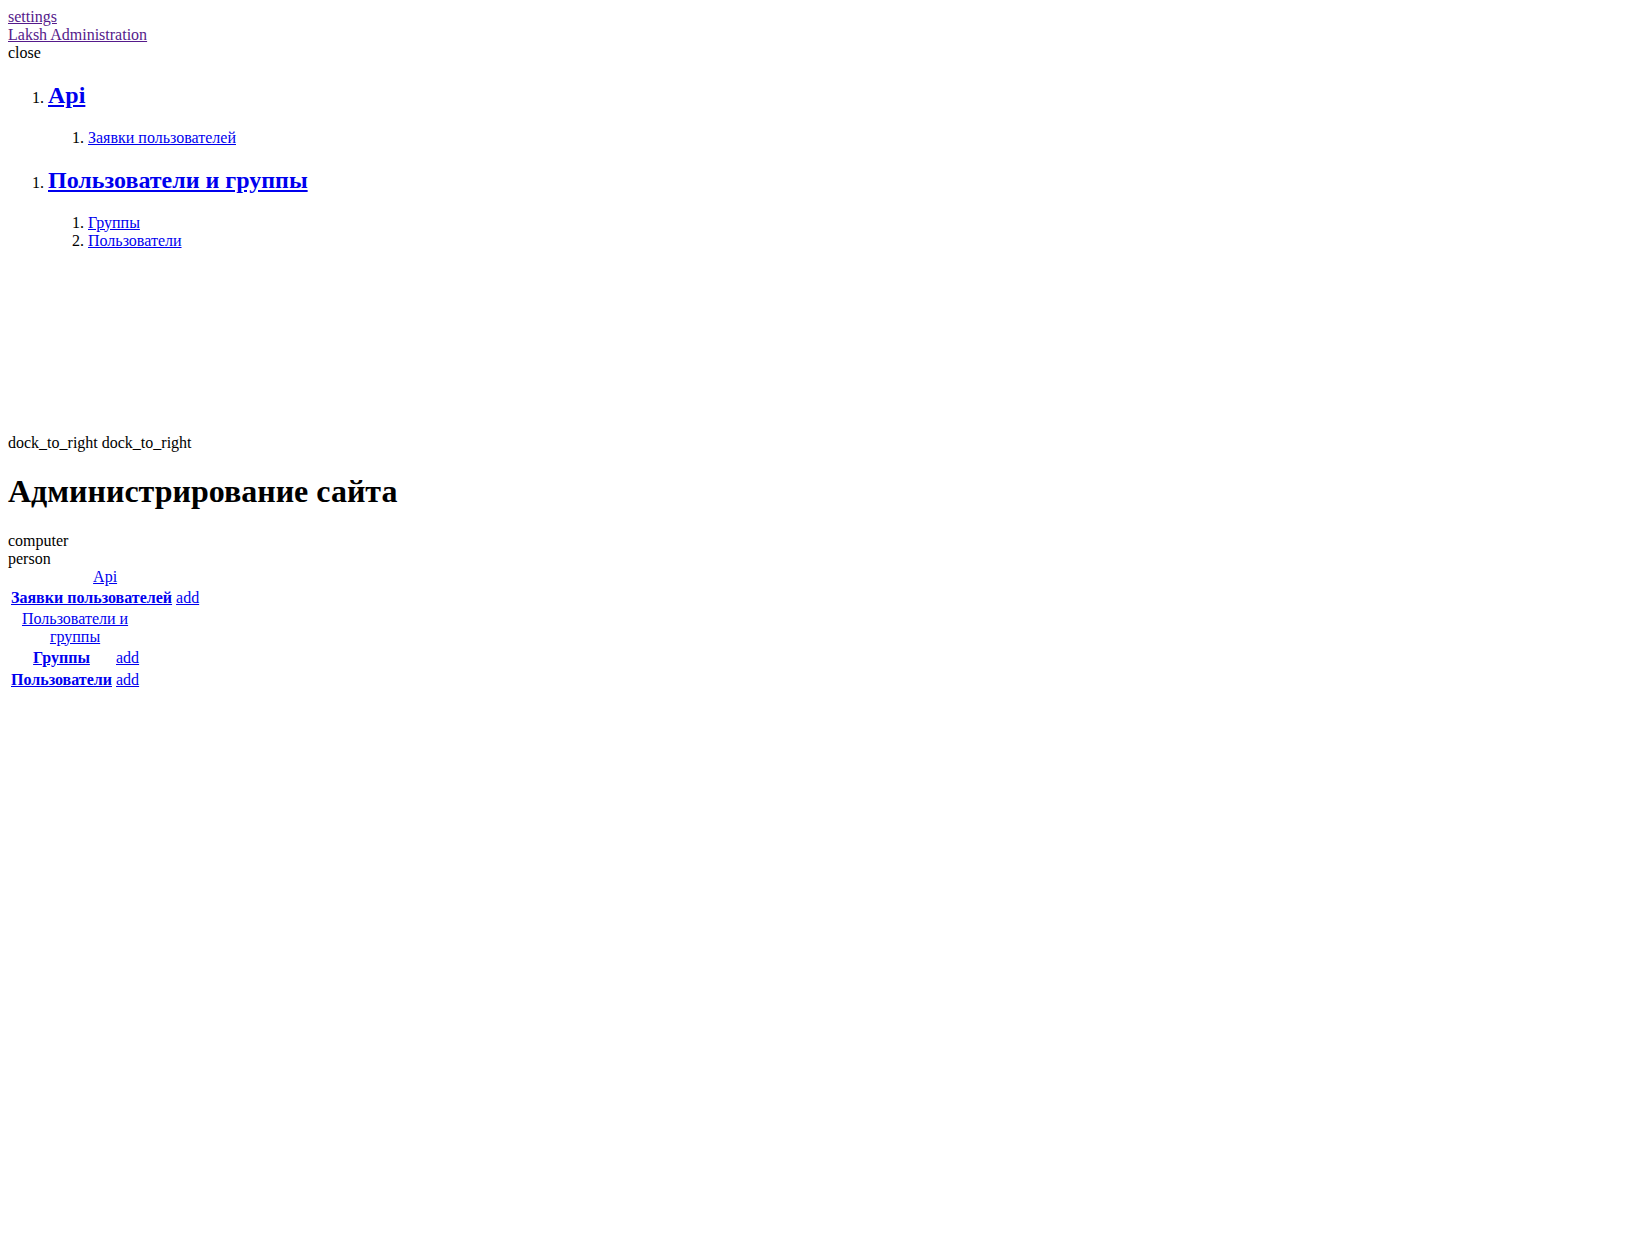 settings
Laksh Administration
close
1. Api
1. Заявки пользователей
1. Пользователи и группы
1. Группы
2. Пользователи
dock_to_right dock_to_right
Администрирование сайта
computer
person
Api
Заявки пользователей add
Пользователи и
группы
Группы add
Пользователи add